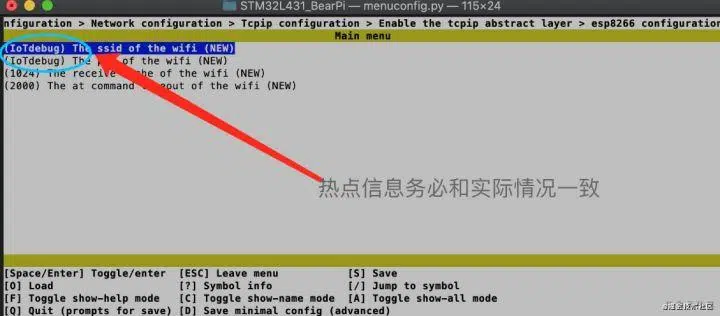 STM32L431_BearPi — menuconfig.py — 115×24
nfiguration > Network configuration > Tcpip configuration > Enable the tcpip abstract layer > esp8266 configuration
Main menu
(IoTdebug) The ssid of the wifi (NEW)
(IoTdebug) The of the wifi (NEW)
(1024) The receive of the wifi (NEW)
(2000) The at command of the wifi (NEW)
热点信息务必和实际情况一致
[Space/Enter] Toggle/enter [ESC] Leave menu [S] Save
[O] Load [?] Symbol info [/] Jump to symbol
[F] Toggle show-help mode [C] Toggle show-name mode [A] Toggle show-all mode
[Q] Quit (prompts for save) [D] Save minimal config (advanced)